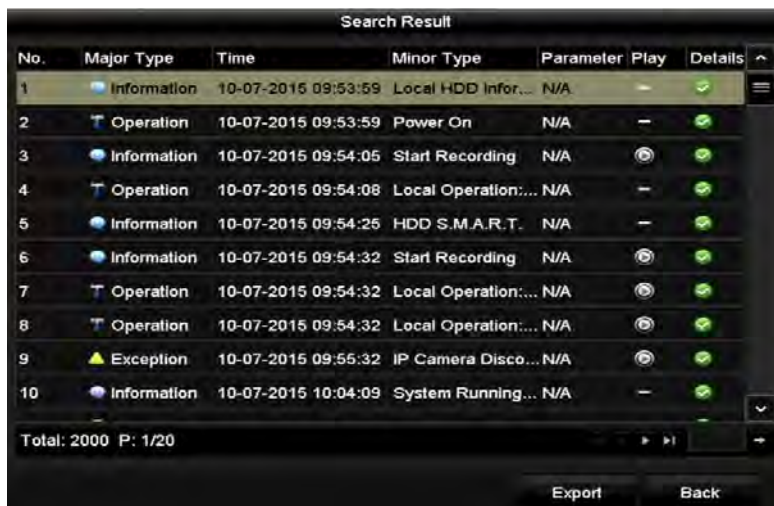 Search Result
No. Major Type Time Minor Type Parameter Play Details
1 Information 10-07-2015 09:53:59 Local HDD Infor... N/A
2 Operation 10-07-2015 09:53:59 Power On N/A
3 Information 10-07-2015 09:54:05 Start Recording N/A
4 Operation 10-07-2015 09:54:08 Local Operation:... N/A
5 Information 10-07-2015 09:54:25 HDD S.M.A.R.T. N/A
6 Information 10-07-2015 09:54:32 Start Recording N/A
7 Operation 10-07-2015 09:54:32 Local Operation:... N/A
8 Operation 10-07-2015 09:54:32 Local Operation:... N/A
9 Exception 10-07-2015 09:55:32 IP Camera Disco... N/A
10 Information 10-07-2015 10:04:09 System Running... N/A
Total: 2000 P: 1/20
Export Back